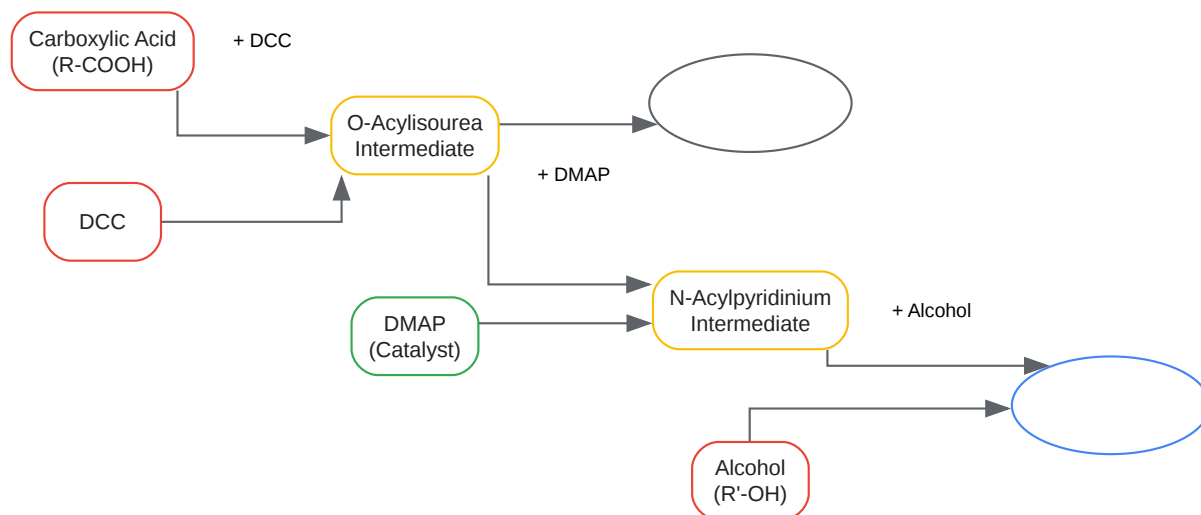 Carboxylic Acid
(R-COOH)
+ DCC
O-Acylisourea
Intermediate
+ DMAP
DCC
N-Acylpyridinium
Intermediate
+ Alcohol
DMAP
(Catalyst)
Alcohol
(R'-OH)